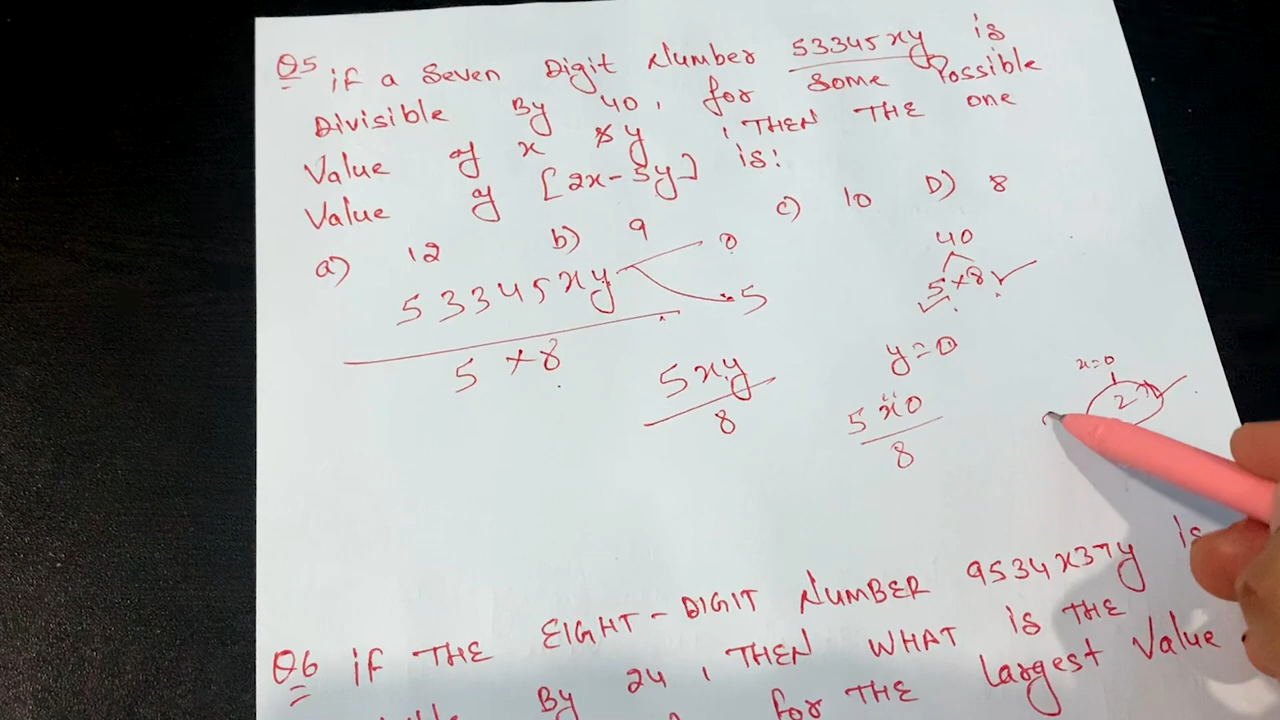 Q5 if a Seven Digit Number 53345xy is
Divisible By 40, for some Possible
Value of x & y , THEN THE one
Value of [2x-5y] is:
a) 12 b) 9 c) 10 D) 8
53345xy 0
5
5 x 8
40
5x8
5xy
8
y=0
5x0
8
x=0
2
Q6 if THE EIGHT-DIGIT NUMBER 9534x37y is
By 24, THEN WHAT is THE
for THE largest Value